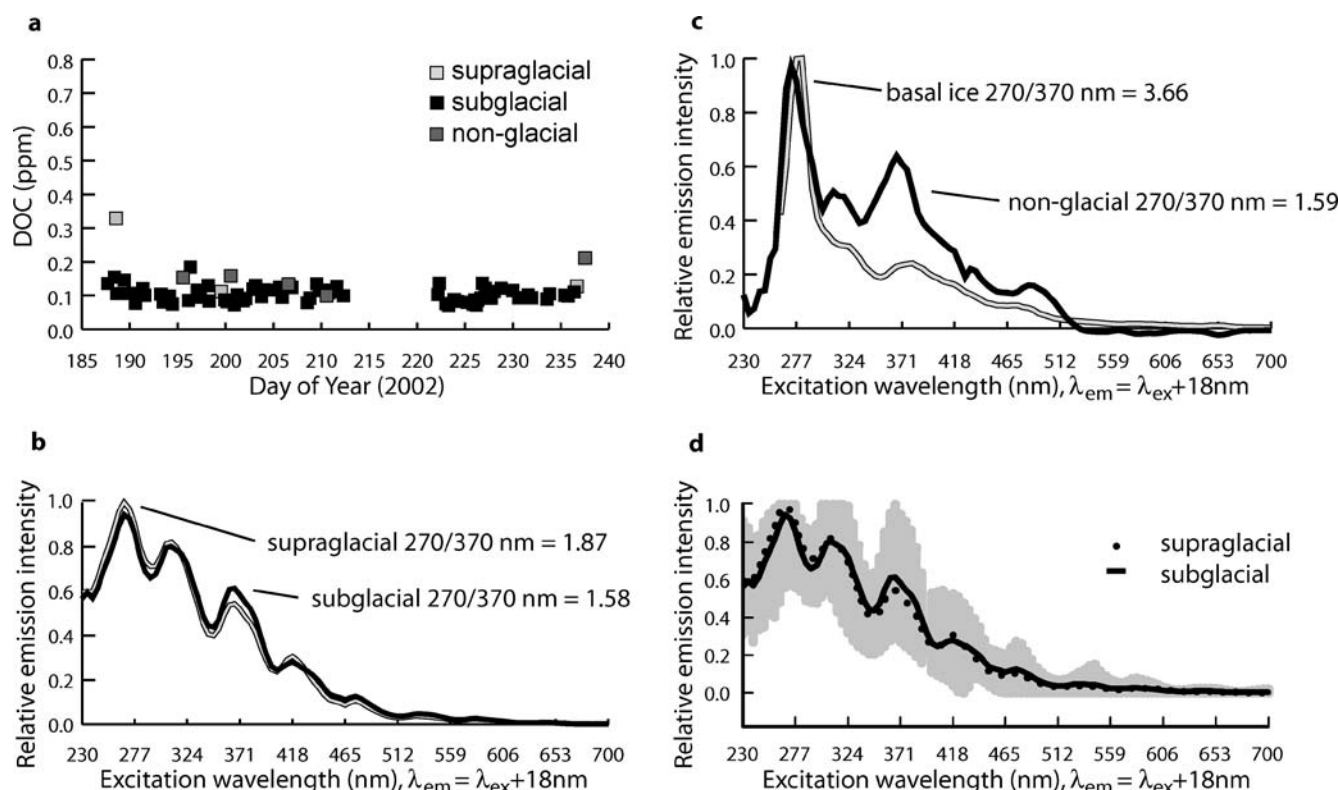 a
0.8
0.7
0.6
0.5
0.4
0.3
0.2
0.1
0.0
DOC (ppm)
supraglacial
subglacial
non-glacial
185 190 195 200 205 210 215 220 225 230 235 240
Day of Year (2002)
b
1.0
0.8
0.6
0.4
0.2
0.0
Relative emission intensity
supraglacial 270/370 nm = 1.87
subglacial 270/370 nm = 1.58
230 277 324 371 418 465 512 559 606 653 700
Excitation wavelength (nm), λem = λex+18nm
c
1.0
0.8
0.6
0.4
0.2
0.0
Relative emission intensity
basal ice 270/370 nm = 3.66
non-glacial 270/370 nm = 1.59
230 277 324 371 418 465 512 559 606 653 700
Excitation wavelength (nm), λem = λex+18nm
d
1.0
0.8
0.6
0.4
0.2
0.0
Relative emission intensity
supraglacial
subglacial
230 277 324 371 418 465 512 559 606 653 700
Excitation wavelength (nm), λem = λex+18nm